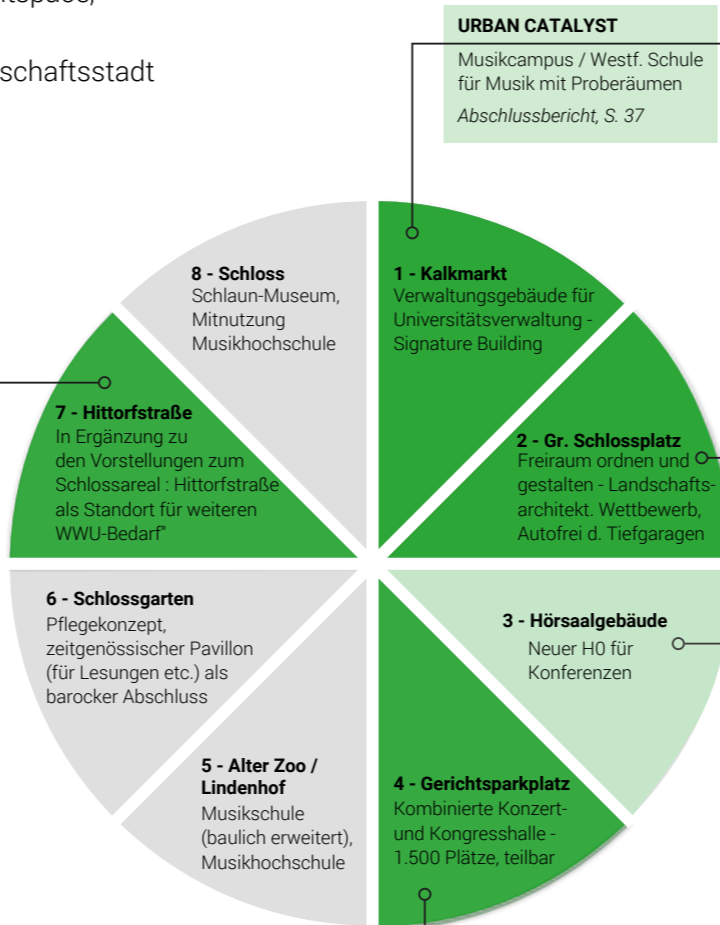 schaftsstadt
URBAN CATALYST
Musikcampus / Westf. Schule
für Musik mit Proberäumen
Abschlussbericht, S. 37
8 - Schloss
Schlaun-Museum,
Mitnutzung
Musikhochschule
1 - Kalkmarkt
Verwaltungsgebäude für
Universitätsverwaltung -
Signature Building
7 - Hittorfstraße
In Ergänzung zu
den Vorstellungen zum
Schlossareal : Hittorfstraße
als Standort für weiteren
WWU-Bedarf"
2 - Gr. Schlossplatz
Freiraum ordnen und
gestalten - Landschafts-
architekt. Wettbewerb,
Autofrei d. Tiefgaragen
6 - Schlossgarten
Pflegekonzept,
zeitgenössischer Pavillon
(für Lesungen etc.) als
barocker Abschluss
3 - Hörsaalgebäude
Neuer H0 für
Konferenzen
5 - Alter Zoo /
Lindenhof
Musikschule
(baulich erweitert),
Musikhochschule
4 - Gerichtsparkplatz
Kombinierte Konzert-
und Kongresshalle -
1.500 Plätze, teilbar